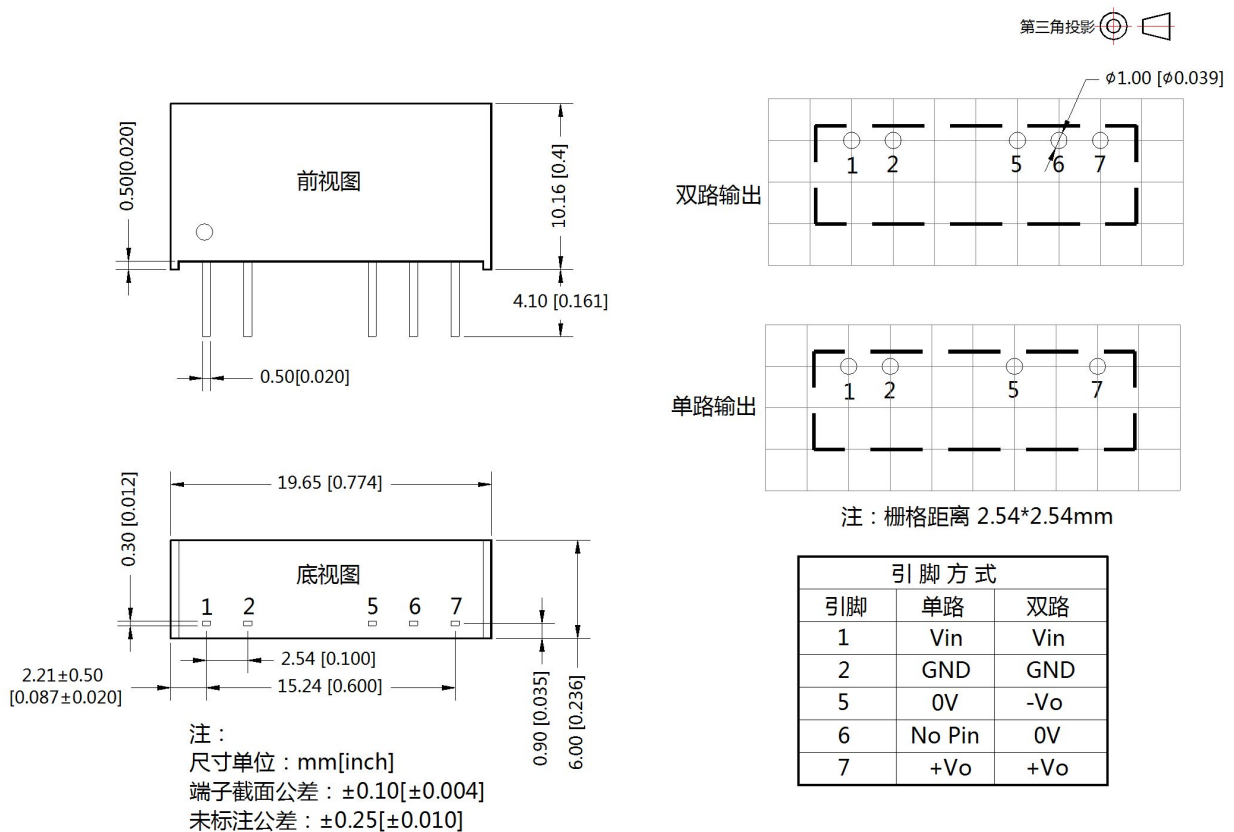 第三角投影
0.50[0.020]
前视图
10.16 [0.4]
4.10 [0.161]
0.50[0.020]
ϕ1.00 [ϕ0.039]
双路输出
1 2 5 6 7
单路输出
1 2 5 7
注：栅格距离 2.54*2.54mm
19.65 [0.774]
0.30 [0.012]
底视图
1 2 5 6 7
2.54 [0.100]
15.24 [0.600]
2.21±0.50
[0.087±0.020]
0.90 [0.035]
6.00 [0.236]
注：
尺寸单位：mm[inch]
端子截面公差：±0.10[±0.004]
未标注公差：±0.25[±0.010]
引脚方式
引脚 单路 双路
1 Vin Vin
2 GND GND
5 0V -Vo
6 No Pin 0V
7 +Vo +Vo